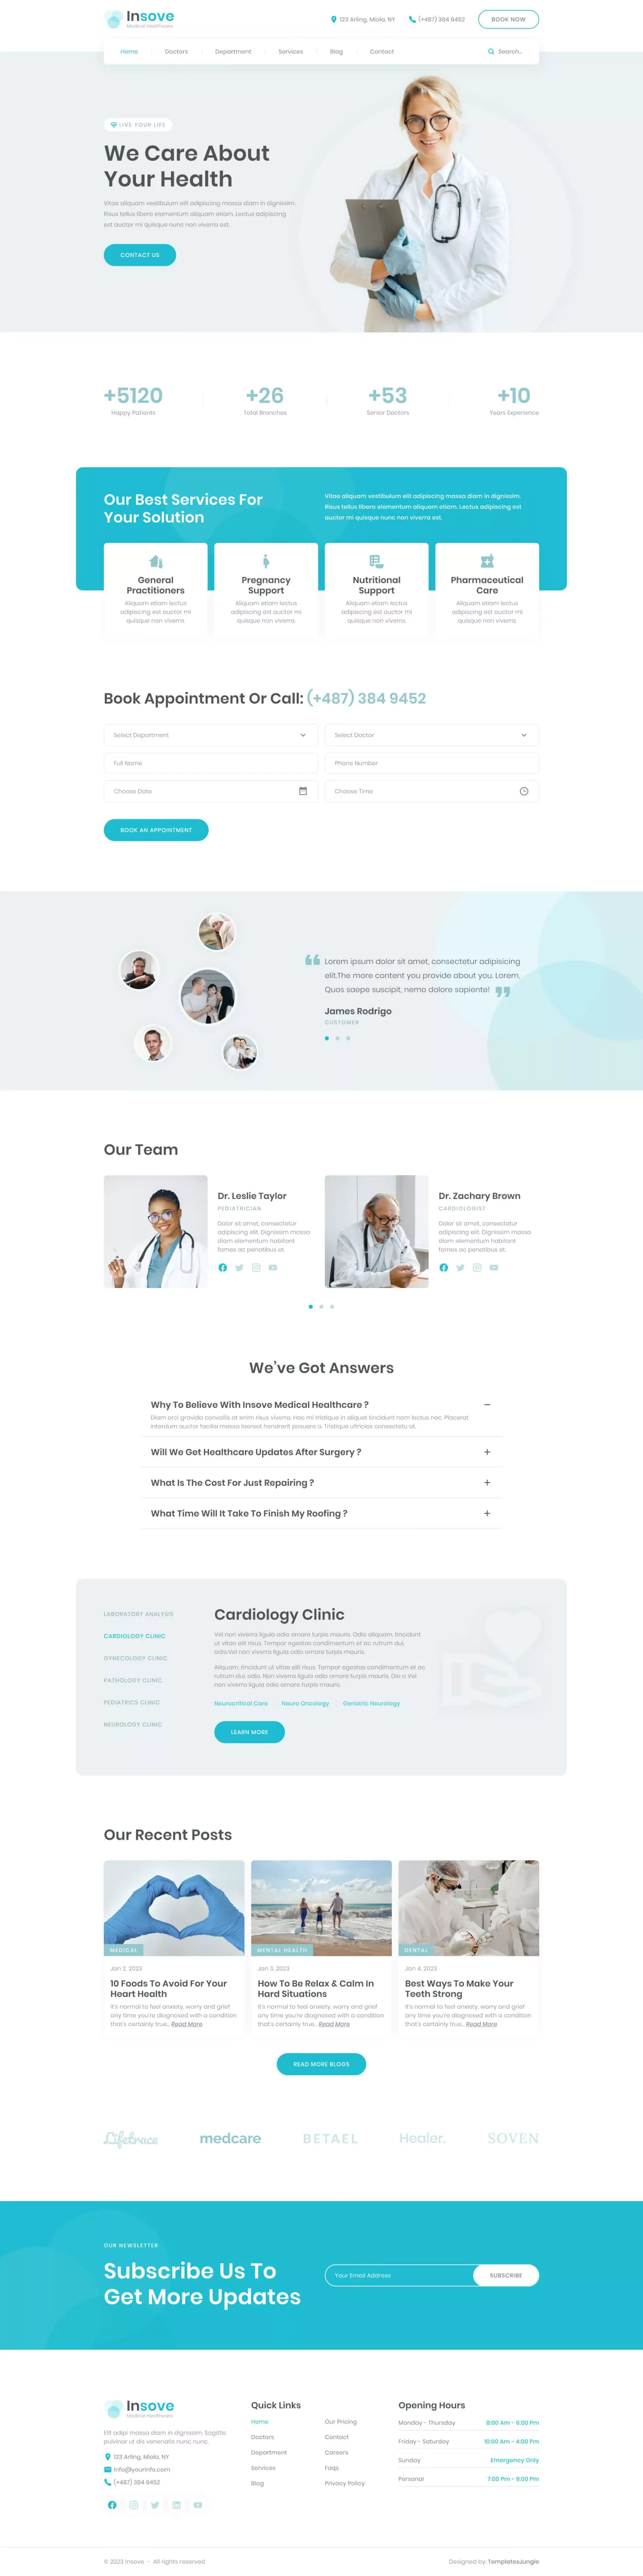 Insove
Medical Healthcare
123 Arling, Miola, NY
(+487) 384 9452
BOOK NOW
Home
Doctors
Department
Services
Blog
Contact
Search...
LIVE YOUR LIFE
We Care About
Your Health
Vitae aliquam vestibulum elit adipiscing massa diam in dignissim.
Risus tellus libero elementum aliquam etiam. Lectus adipiscing
est auctor mi quisque nunc non viverra est.
CONTACT US
+5120
Happy Patients
+26
Total Branches
+53
Senior Doctors
+10
Years Experience
Our Best Services For
Your Solution
Vitae aliquam vestibulum elit adipiscing massa diam in dignissim.
Risus tellus libero elementum aliquam etiam. Lectus adipiscing est
auctor mi quisque nunc non viverra est.
General
Practitioners
Aliquam etiam lectus
adipiscing est auctor mi
quisque non viverra.
Pregnancy
Support
Aliquam etiam lectus
adipiscing est auctor mi
quisque non viverra.
Nutritional
Support
Aliquam etiam lectus
adipiscing est auctor mi
quisque non viverra.
Pharmaceutical
Care
Aliquam etiam lectus
adipiscing est auctor mi
quisque non viverra.
Book Appointment Or Call: (+487) 384 9452
Select Department
Select Doctor
Full Name
Phone Number
Choose Date
Choose Time
BOOK AN APPOINTMENT
Lorem ipsum dolor sit amet, consectetur adipisicing
elit.The more content you provide about you. Lorem,
Quos saepe suscipit, nemo dolore sapiente!
James Rodrigo
CUSTOMER
Our Team
Dr. Leslie Taylor
PEDIATRICIAN
Dolor sit amet, consectetur
adipiscing elit. Dignissim massa
diam elementum habitant
fames ac penatibus et.
Dr. Zachary Brown
CARDIOLOGIST
Dolor sit amet, consectetur
adipiscing elit. Dignissim massa
diam elementum habitant
fames ac penatibus et.
We've Got Answers
Why To Believe With Insove Medical Healthcare ?
Diam orci gravida convallis at enim risus viverra. Hac mi tristique in aliquet tincidunt nam lectus nec. Placerat
interdum auctor facilisi massa laoreet hendrerit posuere a. Tristique ultricies consectetu at.
Will We Get Healthcare Updates After Surgery ?
What Is The Cost For Just Repairing ?
What Time Will It Take To Finish My Roofing ?
LABORATORY ANALYSIS
CARDIOLOGY CLINIC
GYNECOLOGY CLINIC
PATHOLOGY CLINIC
PEDIATRICS CLINIC
NEUROLOGY CLINIC
Cardiology Clinic
Vel non viverra ligula odio ornare turpis mauris. Odio aliquam, tincidunt
ut vitae elit risus. Tempor egestas condimentum et ac rutrum dui,
odio.Vel non viverra ligula odio ornare turpis mauris.
Aliquam, tincidunt ut vitae elit risus. Tempor egestas condimentum et ac
rutrum dui, odio. Non viverra ligula odio ornare turpis mauris. Dio a Vel
non viverra ligula odio ornare turpis mauris.
Neurocritical Care
Neuro Oncology
Geriatric Neurology
LEARN MORE
Our Recent Posts
MEDICAL
Jan 2, 2023
10 Foods To Avoid For Your
Heart Health
It's normal to feel anxiety, worry and grief
any time you're diagnosed with a condition
that's certainly true... Read More
MENTAL HEALTH
Jan 3, 2023
How To Be Relax & Calm In
Hard Situations
It's normal to feel anxiety, worry and grief
any time you're diagnosed with a condition
that's certainly true... Read More
DENTAL
Jan 4, 2023
Best Ways To Make Your
Teeth Strong
It's normal to feel anxiety, worry and grief
any time you're diagnosed with a condition
that's certainly true... Read More
READ MORE BLOGS
Lifetrace
medcare
BETAEL
Healer.
SOVEN
OUR NEWSLETTER
Subscribe Us To
Get More Updates
Your Email Address
SUBSCRIBE
Insove
Medical Healthcare
Elit adipi massa diam in dignissim. Sagittis
pulvinar ut dis venenatis nunc nunc.
123 Arling, Miola, NY
Info@yourinfo.com
(+487) 384 9452
Quick Links
Home
Doctors
Department
Services
Blog
Our Pricing
Contact
Careers
Faqs
Privacy Policy
Opening Hours
Monday - Thursday
8:00 Am - 6:00 Pm
Friday - Saturday
10:00 Am - 4:00 Pm
Sunday
Emergency Only
Personal
7:00 Pm - 9:00 Pm
© 2023 Insove - All rights reserved
Designed by: TemplatesJungle